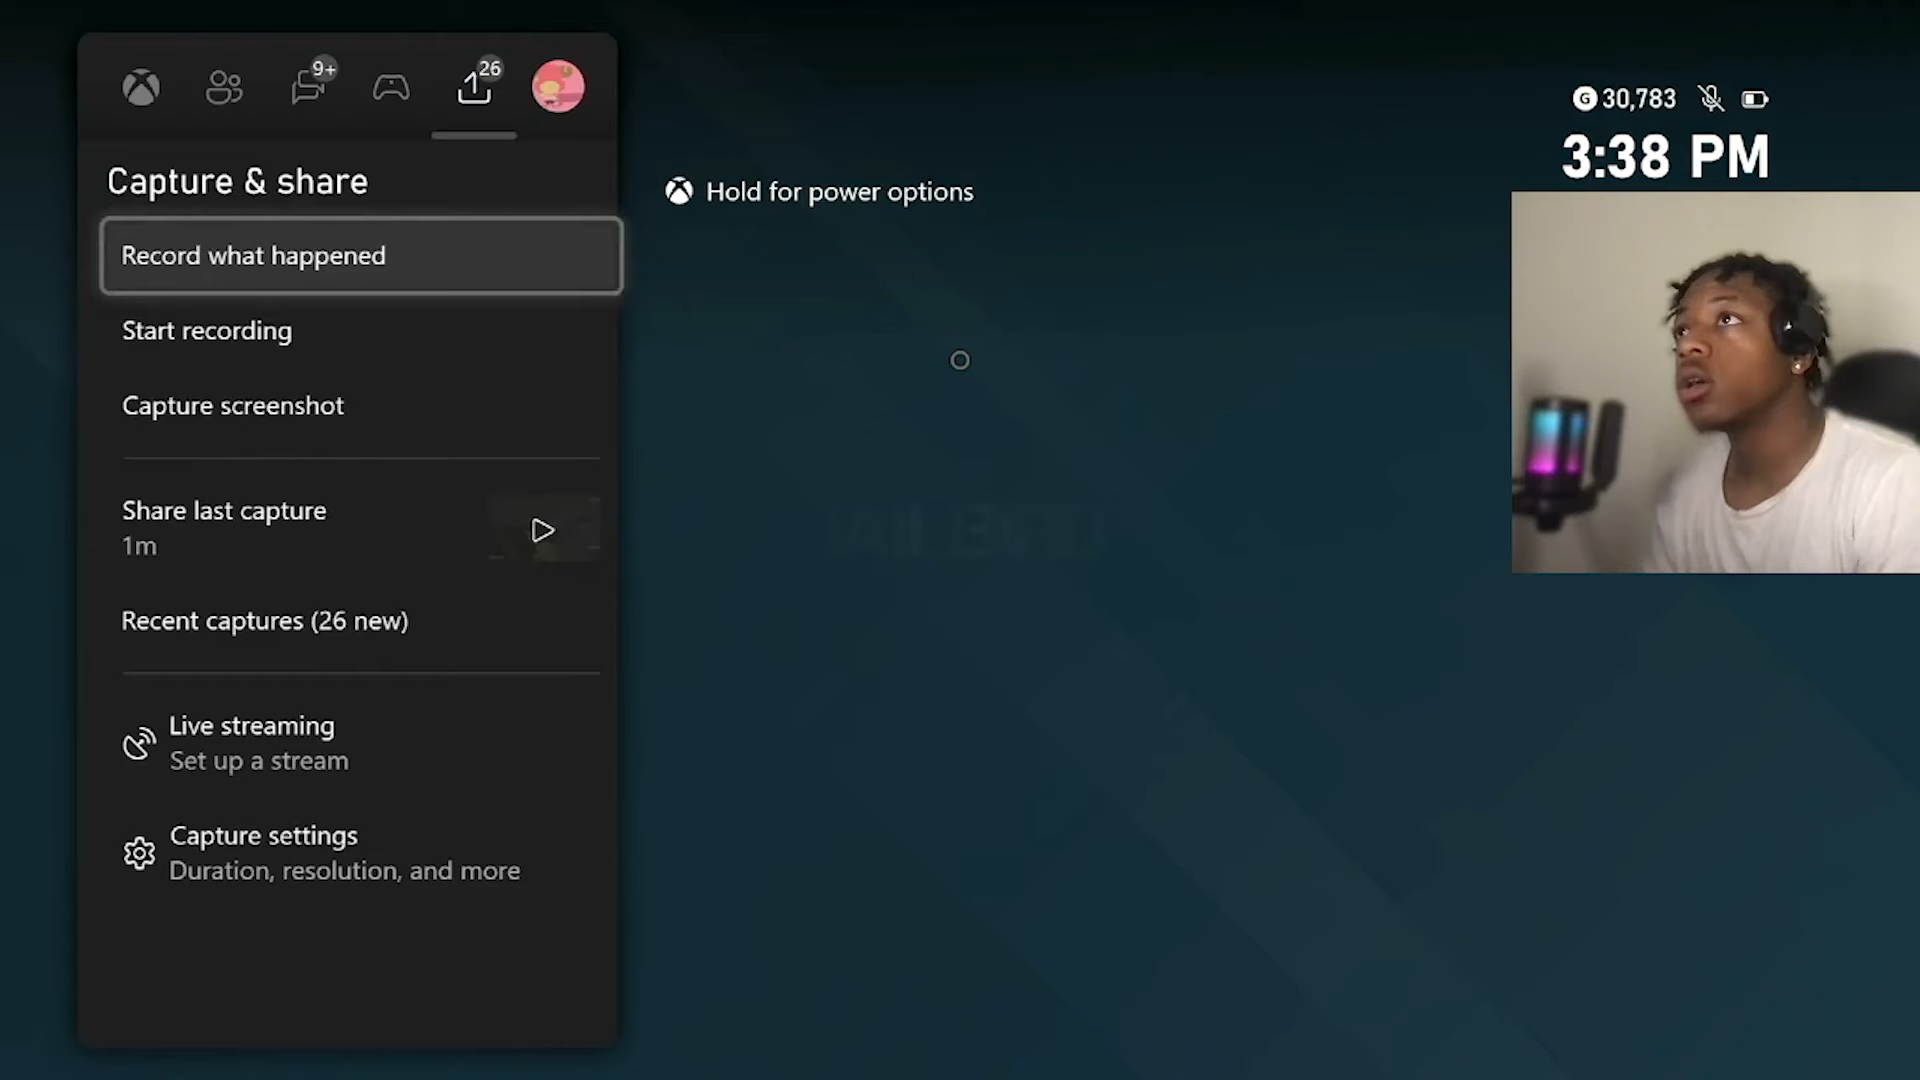 9+
26
G 30,783
3:38 PM
Capture & share
Hold for power options
Record what happened
Start recording
Capture screenshot
Share last capture
1m
Recent captures (26 new)
Live streaming
Set up a stream
Capture settings
Duration, resolution, and more